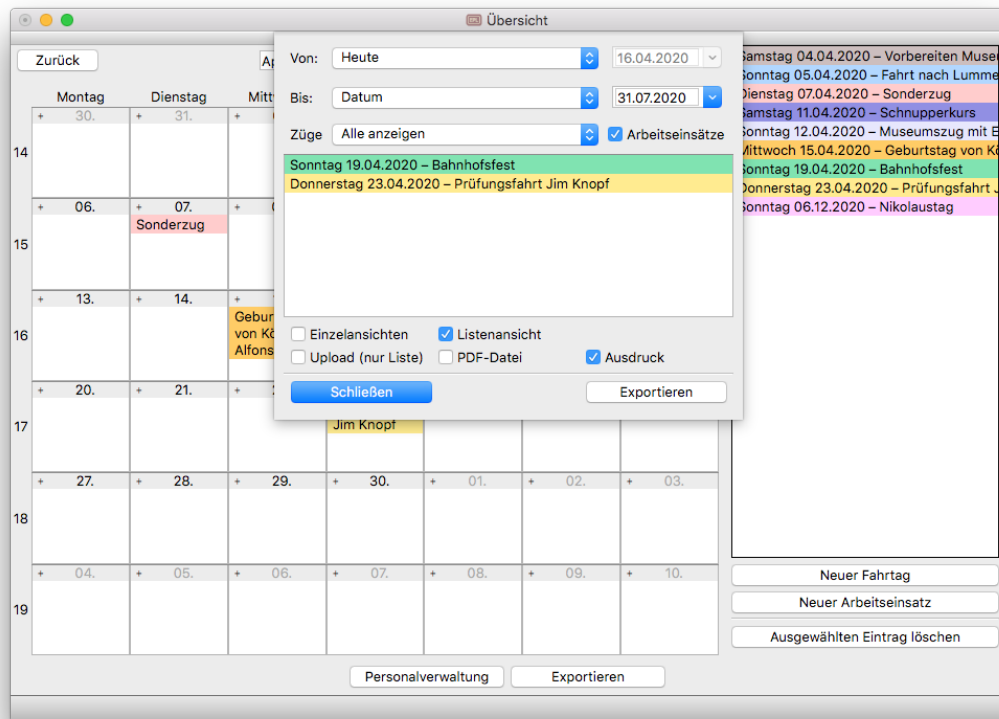 Übersicht
Zurück
Von:
Heute
16.04.2020
Bis:
Datum
31.07.2020
Züge
Alle anzeigen
Arbeitseinsätze
Sonntag 19.04.2020 – Bahnhofsfest
Donnerstag 23.04.2020 – Prüfungsfahrt Jim Knopf
Einzelansichten
Listenansicht
Upload (nur Liste)
PDF-Datei
Ausdruck
Schließen
Exportieren
Montag
Dienstag
14
+ 30.
+ 31.
+
15
+ 06.
+ 07.
+
Sonderzug
16
+ 13.
+ 14.
+
von Kö
Alfons
17
+ 20.
+ 21.
+
Jim Knopf
18
+ 27.
+ 28.
+ 29.
+ 30.
+ 01.
+ 02.
+ 03.
19
+ 04.
+ 05.
+ 06.
+ 07.
+ 08.
+ 09.
+ 10.
Samstag 04.04.2020 – Vorbereiten Muse
Sonntag 05.04.2020 – Fahrt nach Lumme
Dienstag 07.04.2020 – Sonderzug
Samstag 11.04.2020 – Schnupperkurs
Sonntag 12.04.2020 – Museumszug mit E
Mittwoch 15.04.2020 – Geburtstag von Kö
Sonntag 19.04.2020 – Bahnhofsfest
Donnerstag 23.04.2020 – Prüfungsfahrt J
Sonntag 06.12.2020 – Nikolaustag
Neuer Fahrtag
Neuer Arbeitseinsatz
Ausgewählten Eintrag löschen
Personalverwaltung
Exportieren